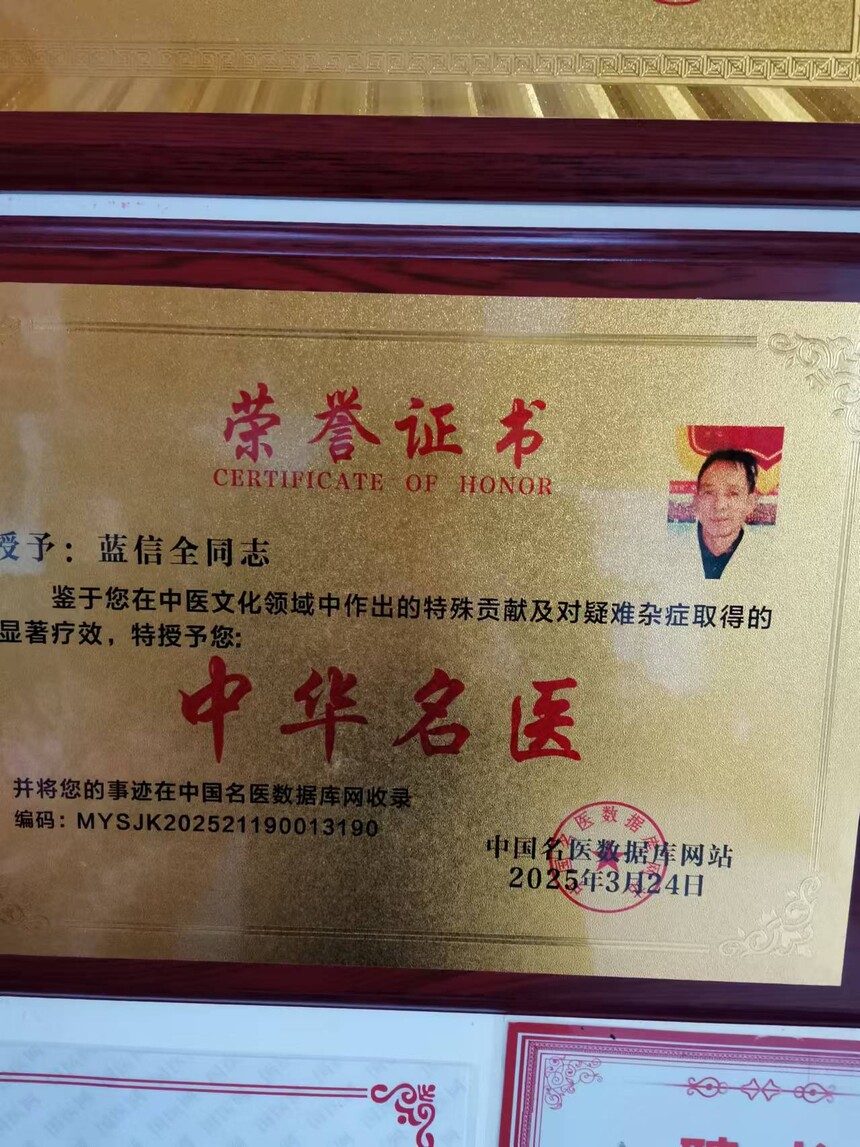 荣誉证书
CERTIFICATE OF HONOR
授予：蓝信全同志
鉴于您在中医文化领域中作出的特殊贡献及对疑难杂症取得的
显著疗效，特授予您:
中华名医
并将您的事迹在中国名医数据库网收录
编码：MYSJK202521190013190
中国名医数据库网站
2025年3月24日